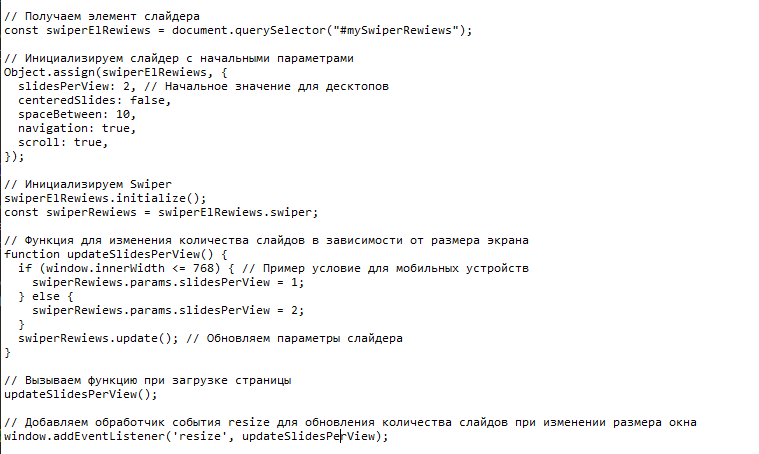 // Получаем элемент слайдера
const swiperElRewiews = document.querySelector("#mySwiperRewiews");
// Инициализируем слайдер с начальными параметрами
Object.assign(swiperElRewiews, {
  slidesPerView: 2, // Начальное значение для десктопов
  centeredSlides: false,
  spaceBetween: 10,
  navigation: true,
  scroll: true,
});
// Инициализируем Swiper
swiperElRewiews.initialize();
const swiperRewiews = swiperElRewiews.swiper;
// Функция для изменения количества слайдов в зависимости от размера экрана
function updateSlidesPerView() {
  if (window.innerWidth <= 768) { // Пример условие для мобильных устройств
    swiperRewiews.params.slidesPerView = 1;
  } else {
    swiperRewiews.params.slidesPerView = 2;
  }
  swiperRewiews.update(); // Обновляем параметры слайдера
}
// Вызываем функцию при загрузке страницы
updateSlidesPerView();
// Добавляем обработчик события resize для обновления количества слайдов при изменении размера окна
window.addEventListener('resize', updateSlidesPerView);